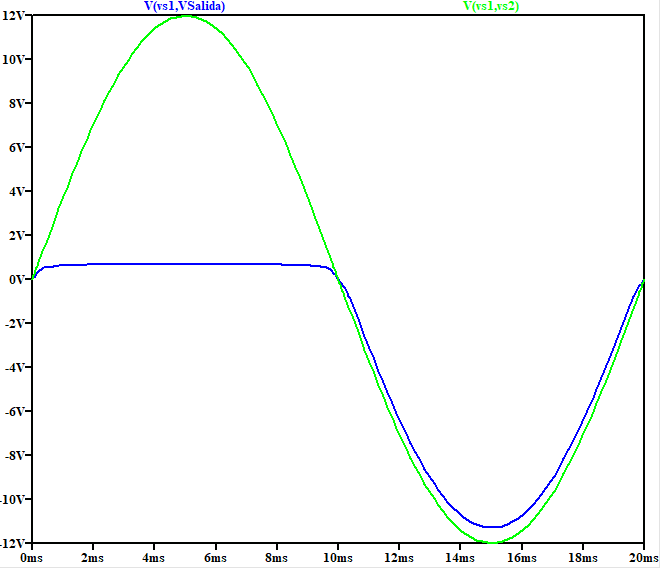 V(vs1,VSalida) V(vs1,vs2)
12V
10V
8V
6V
4V
2V
0V
-2V
-4V
-6V
-8V
-10V
-12V
0ms 2ms 4ms 6ms 8ms 10ms 12ms 14ms 16ms 18ms 20ms